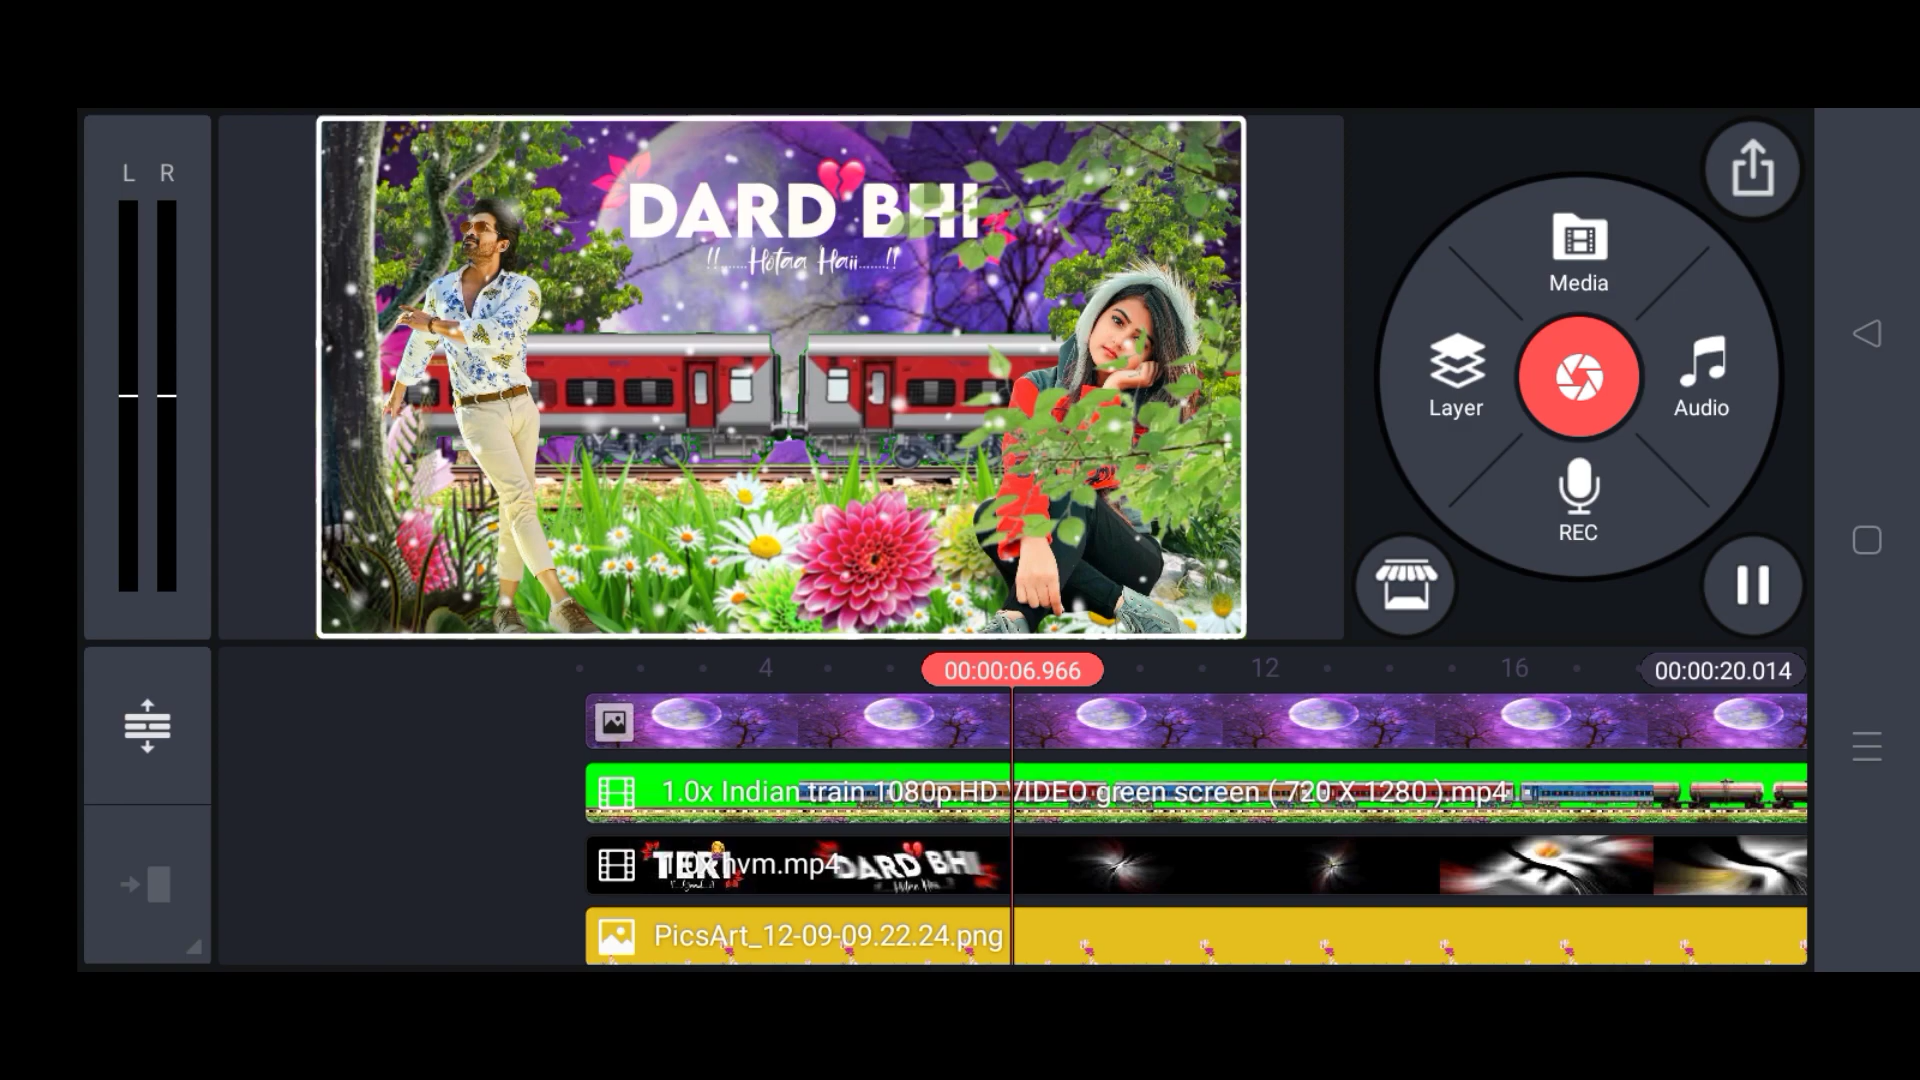 L R
DARD BHI
!!......Hotaa Haii.......!!
Media
Layer
Audio
REC
4
00:00:06.966
12
16
00:00:20.014
1.0x Indian train 1080p.HD VIDEO green screen ( 720 X 1280 ).mp4
TERI
hvm.mp4
DARD BHI
PicsArt_12-09-09.22.24.png